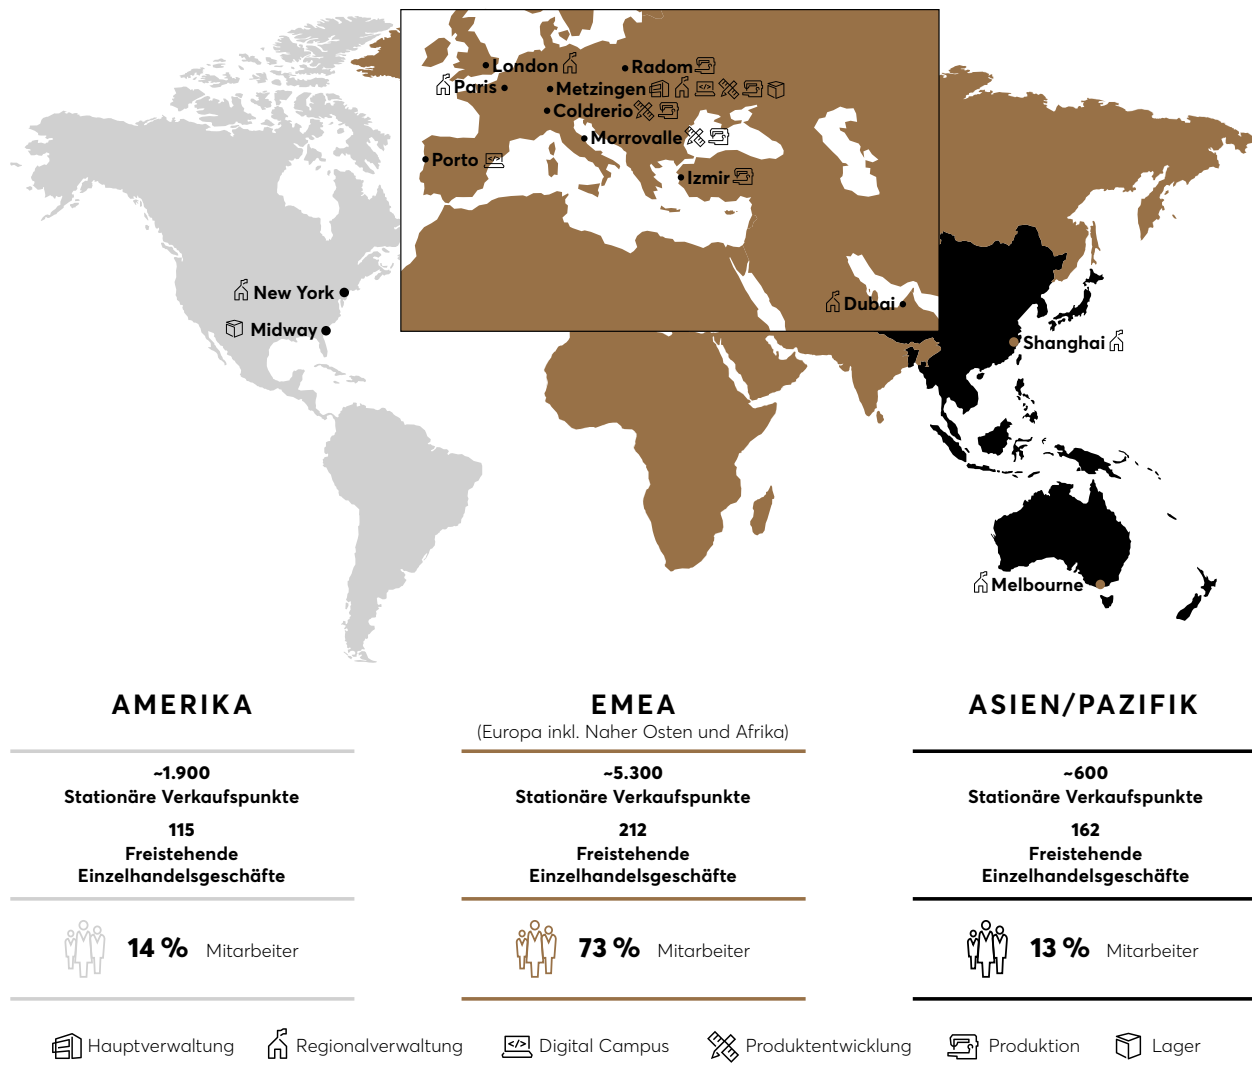 London
Radom
Paris
Metzingen
Coldrerio
Morrovalle
Porto
Izmir
New York
Dubai
Midway
Shanghai
Melbourne
AMERIKA
~1.900
Stationäre Verkaufspunkte
115
Freistehende
Einzelhandelsgeschäfte
14 % Mitarbeiter
EMEA
(Europa inkl. Naher Osten und Afrika)
~5.300
Stationäre Verkaufspunkte
212
Freistehende
Einzelhandelsgeschäfte
73 % Mitarbeiter
ASIEN/PAZIFIK
~600
Stationäre Verkaufspunkte
162
Freistehende
Einzelhandelsgeschäfte
13 % Mitarbeiter
Hauptverwaltung Regionalverwaltung Digital Campus Produktentwicklung Produktion Lager